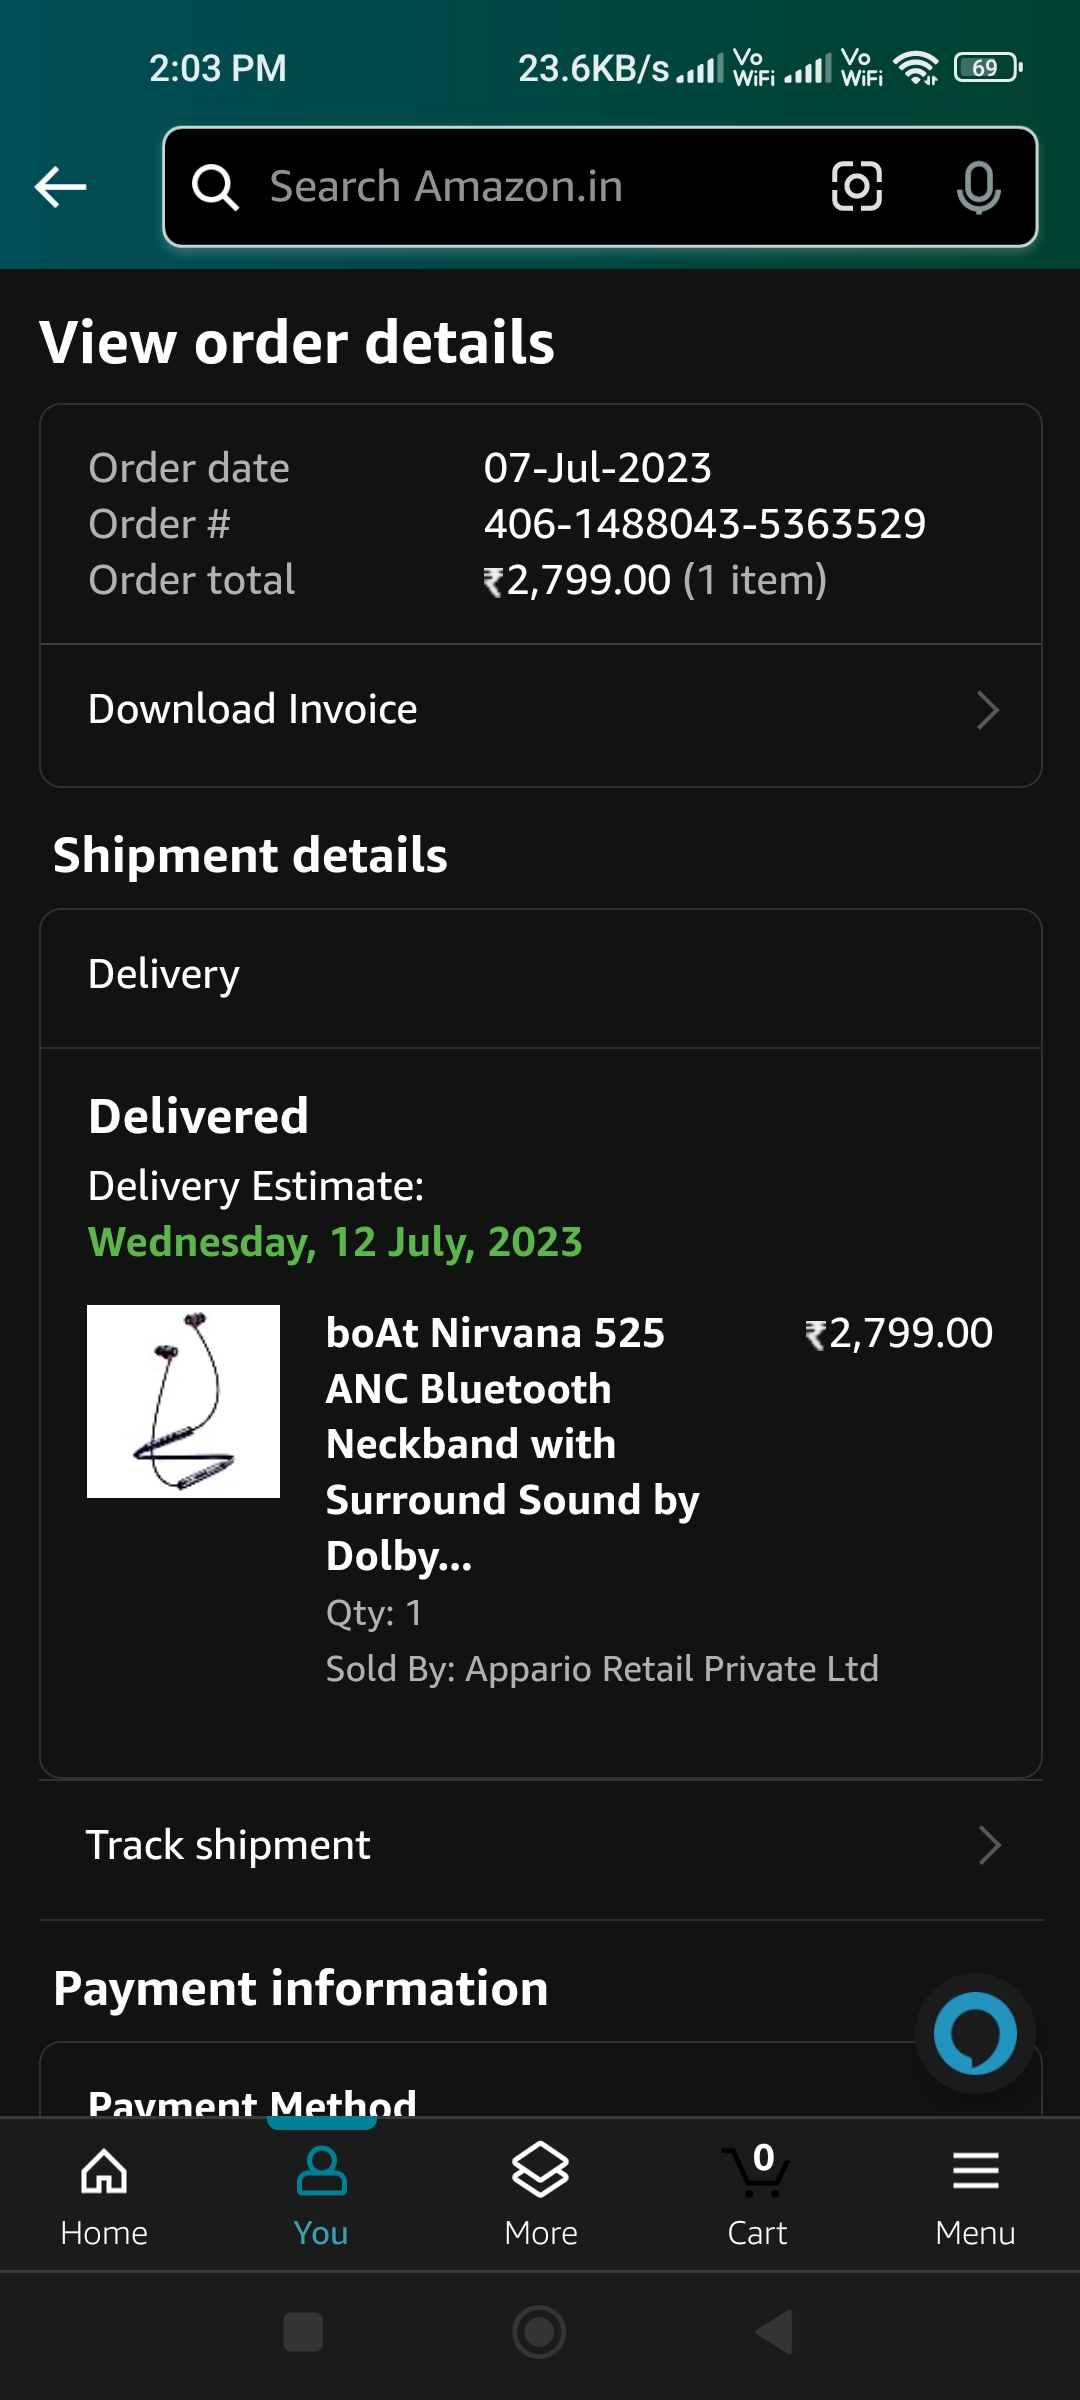 2:03 PM 23.6KB/s Vo WiFi Vo WiFi 69
Search Amazon.in
View order details
Order date 07-Jul-2023
Order # 406-1488043-5363529
Order total ₹2,799.00 (1 item)
Download Invoice
Shipment details
Delivery
Delivered
Delivery Estimate:
Wednesday, 12 July, 2023
boAt Nirvana 525 ₹2,799.00
ANC Bluetooth
Neckband with
Surround Sound by
Dolby...
Qty: 1
Sold By: Appario Retail Private Ltd
Track shipment
Payment information
Payment Method
0
Home You More Cart Menu